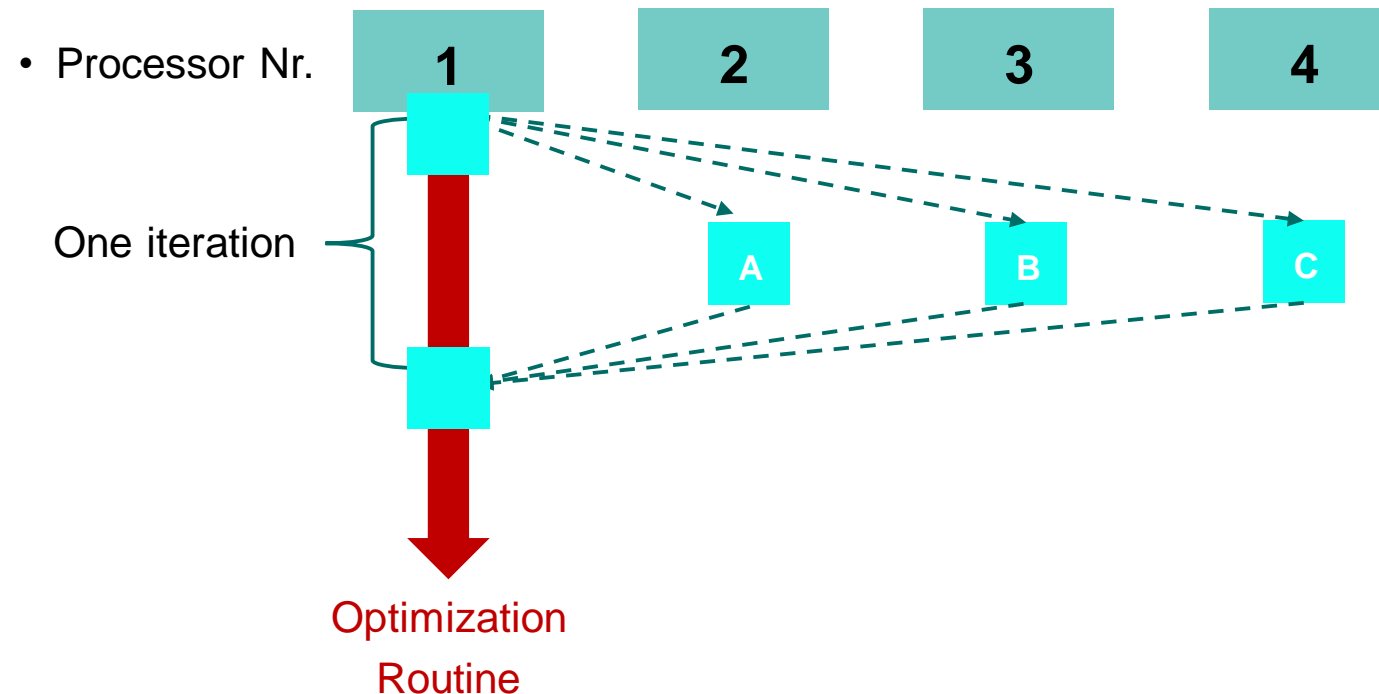 • Processor Nr. 1 2 3 4
One iteration
A B C
Optimization
Routine